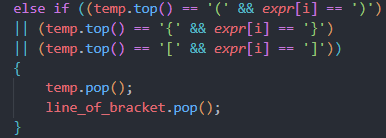 else if ((temp.top() == '(' && expr[i] == ')')
|| (temp.top() == '{' && expr[i] == '}')
|| (temp.top() == '[' && expr[i] == ']'))
{
temp.pop();
line_of_bracket.pop();
}